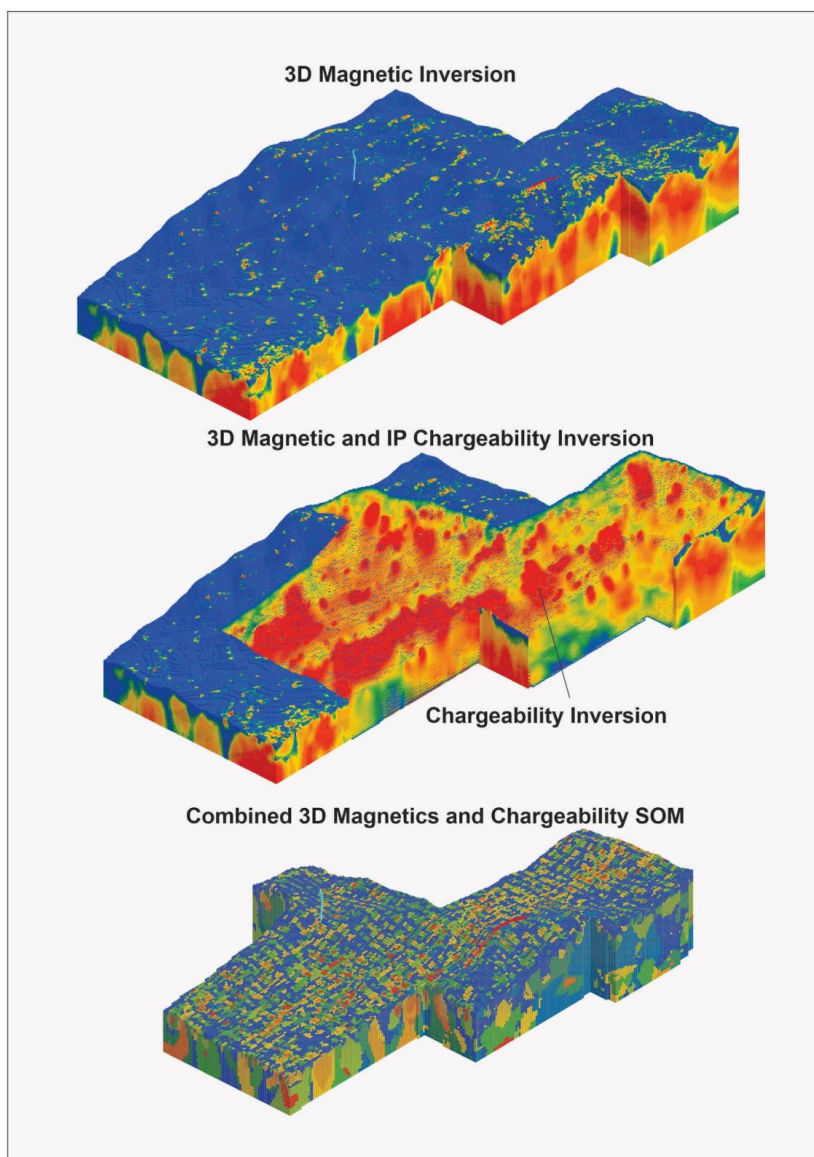 3D Magnetic Inversion
3D Magnetic and IP Chargeability Inversion
Chargeability Inversion
Combined 3D Magnetics and Chargeability SOM